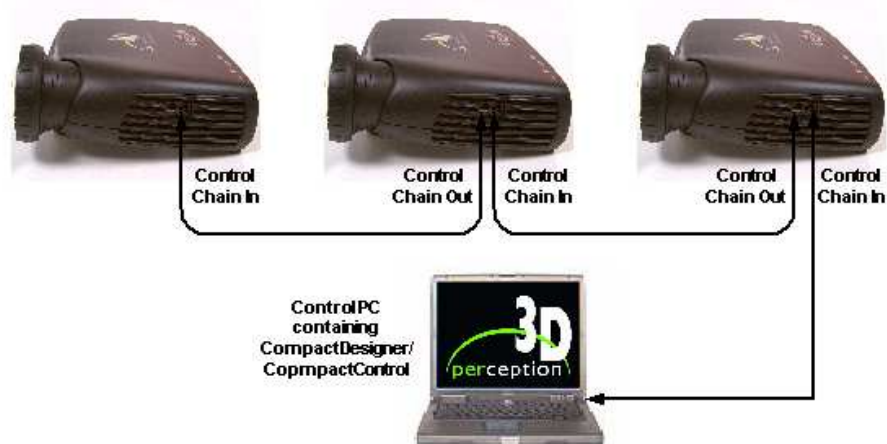 Control
Chain In
Control
Chain Out
Control
Chain In
Control
Chain Out
Control
Chain In
Control PC
containing
CompactDesigner/
CoprnpactControl
3D
perception